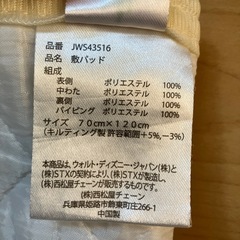 品番 JWS43516
品名 敷パッド
組成
表側 ポリエステル 100%
中わた ポリエステル 100%
裏側 ポリエステル 100%
パイピング ポリエステル 100%
サイズ 70cm×120cm
(キルティング製 許容範囲+5%,-3%)
本商品は、ウォルト・ディズニー・ジャパン(株)と
(株)STXの契約により、(株)STXが製造し、
(株)西松屋チェーンが販売するものです。
(株)西松屋チェーン
兵庫県姫路市飾東町庄266-1
中国製